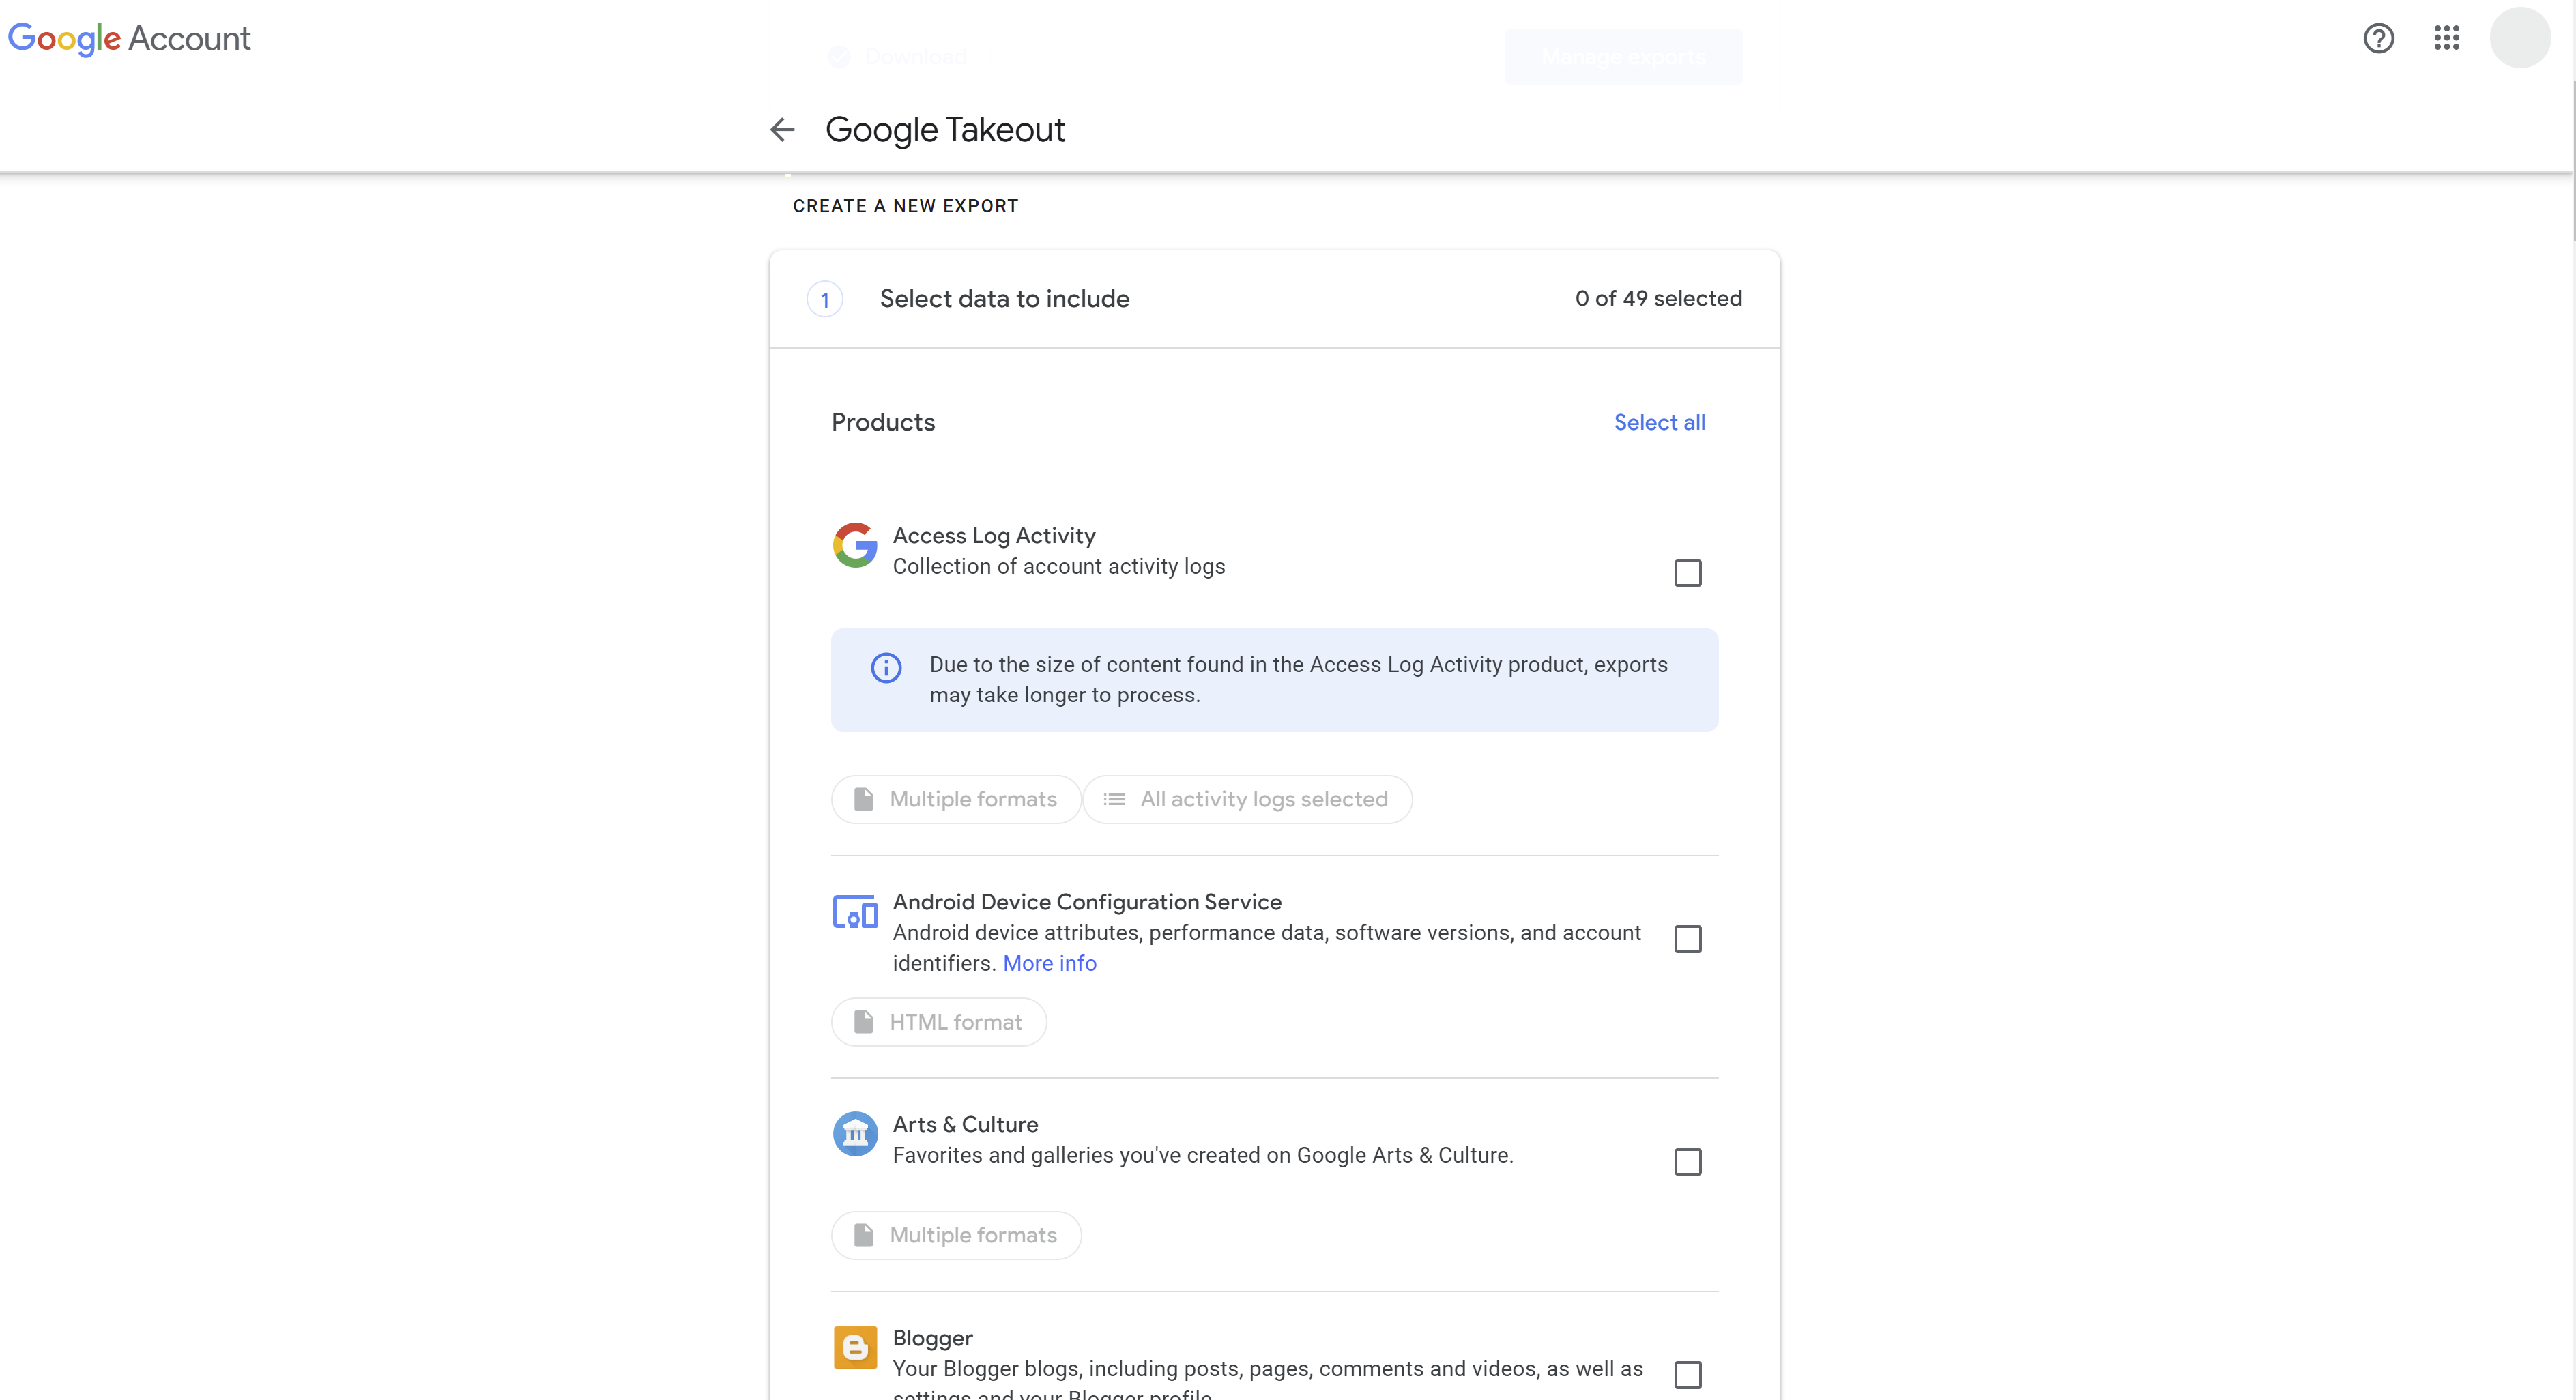 Google Account
Download
Manage exports
Google Takeout
CREATE A NEW EXPORT
1 Select data to include 0 of 49 selected
Products Select all
Access Log Activity
Collection of account activity logs
Due to the size of content found in the Access Log Activity product, exports
may take longer to process.
Multiple formats All activity logs selected
Android Device Configuration Service
Android device attributes, performance data, software versions, and account
identifiers. More info
HTML format
Arts & Culture
Favorites and galleries you've created on Google Arts & Culture.
Multiple formats
Blogger
Your Blogger blogs, including posts, pages, comments and videos, as well as
settings and your Blogger profile